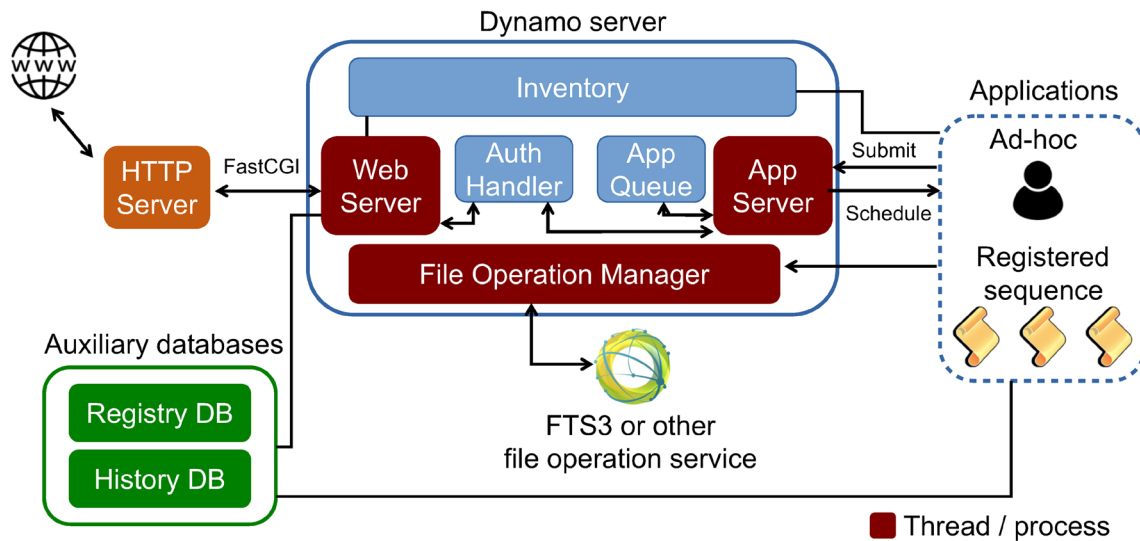 Dynamo server
WWW
Inventory
Applications
HTTP
Server
FastCGI
Web
Server
Auth
Handler
App
Queue
App
Server
Submit
Schedule
Ad-hoc
File Operation Manager
Registered
sequence
Auxiliary databases
Registry DB
History DB
FTS3 or other
file operation service
Thread / process